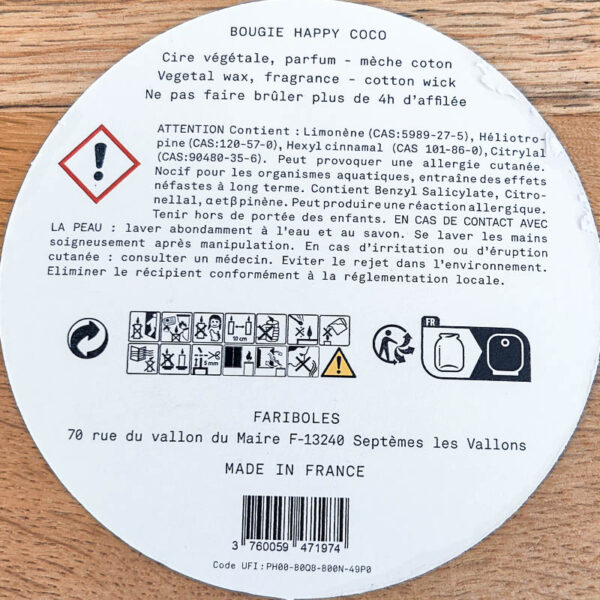 BOUGIE HAPPY COCO
Cire végétale, parfum - mèche coton
Vegetal wax, fragrance - cotton wick
Ne pas faire brûler plus de 4h d'affilée
ATTENTION Contient : Limonène (CAS:5989-27-5), Héliotro-
pine (CAS:120-57-0), Hexyl cinnamal (CAS 101-86-0), Citrylal
(CAS:90480-35-6). Peut provoquer une allergie cutanée.
Nocif pour les organismes aquatiques, entraîne des effets
néfastes à long terme. Contient Benzyl Salicylate, Citro-
nellal, α et β pinène. Peut produire une réaction allergique.
Tenir hors de portée des enfants. EN CAS DE CONTACT AVEC
LA PEAU : laver abondamment à l'eau et au savon. Se laver les mains
soigneusement après manipulation. En cas d'irritation ou d'éruption
cutanée : consulter un médecin. Eviter le rejet dans l'environnement.
Eliminer le récipient conformément à la réglementation locale.
10 cm
5 mm
FR
FARIBOLES
70 rue du vallon du Maire F-13240 Septèmes les Vallons
MADE IN FRANCE
3 760059 471974
Code UFI:PH00-80Q8-800N-49P0